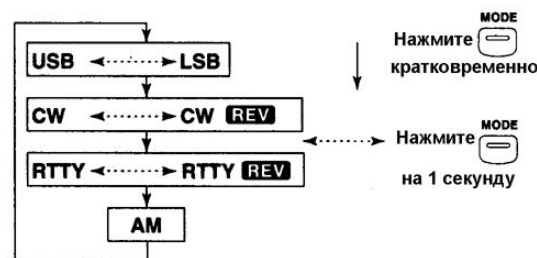 MODE
Нажмите
кратковременно
USB LSB
CW CW REV
MODE
Нажмите
на 1 секунду
RTTY RTTY REV
AM